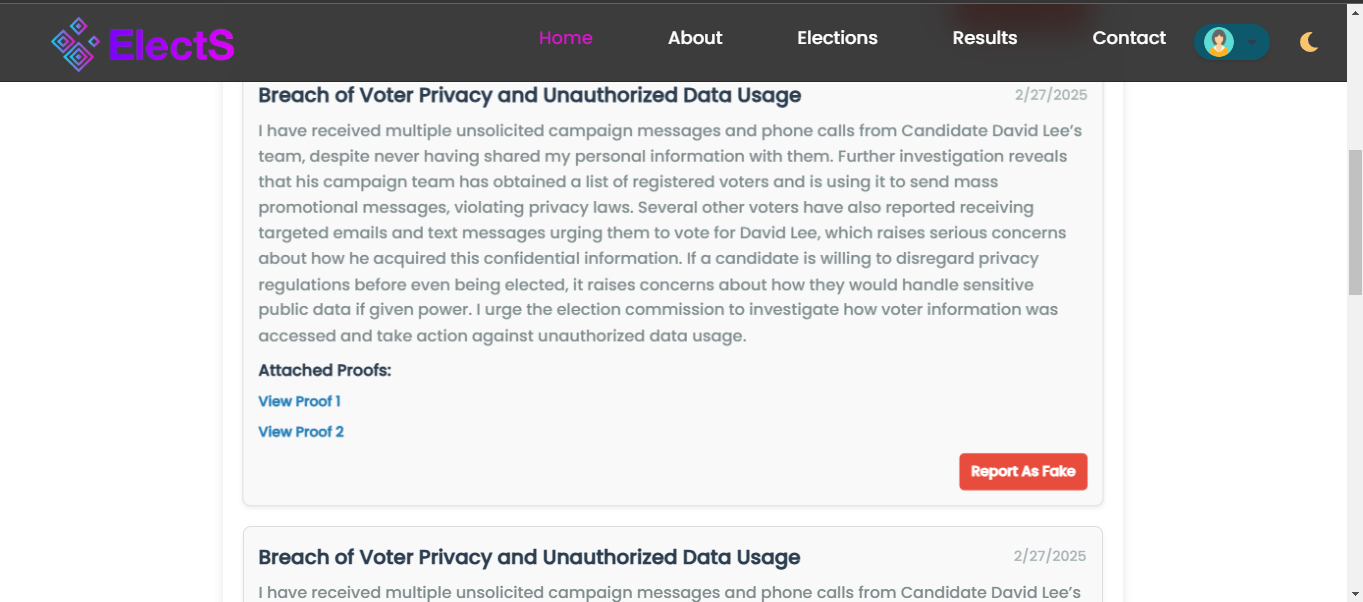 ElectS
Home About Elections Results Contact
Breach of Voter Privacy and Unauthorized Data Usage 2/27/2025
I have received multiple unsolicited campaign messages and phone calls from Candidate David Lee’s
team, despite never having shared my personal information with them. Further investigation reveals
that his campaign team has obtained a list of registered voters and is using it to send mass
promotional messages, violating privacy laws. Several other voters have also reported receiving
targeted emails and text messages urging them to vote for David Lee, which raises serious concerns
about how he acquired this confidential information. If a candidate is willing to disregard privacy
regulations before even being elected, it raises concerns about how they would handle sensitive
public data if given power. I urge the election commission to investigate how voter information was
accessed and take action against unauthorized data usage.
Attached Proofs:
View Proof 1
View Proof 2
Report As Fake
Breach of Voter Privacy and Unauthorized Data Usage 2/27/2025
I have received multiple unsolicited campaign messages and phone calls from Candidate David Lee’s